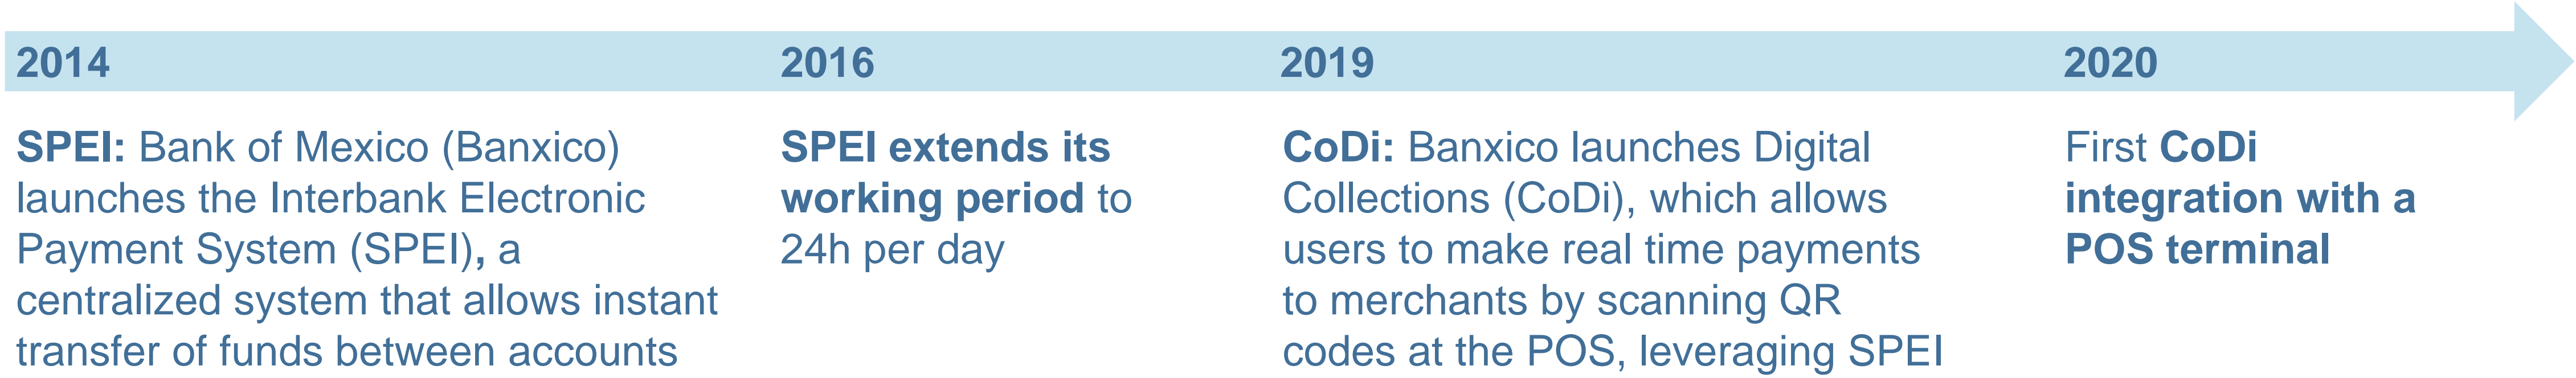 2014
SPEI: Bank of Mexico (Banxico)
launches the Interbank Electronic
Payment System (SPEI), a
centralized system that allows instant
transfer of funds between accounts
2016
SPEI extends its
working period to
24h per day
2019
CoDi: Banxico launches Digital
Collections (CoDi), which allows
users to make real time payments
to merchants by scanning QR
codes at the POS, leveraging SPEI
2020
First CoDi
integration with a
POS terminal